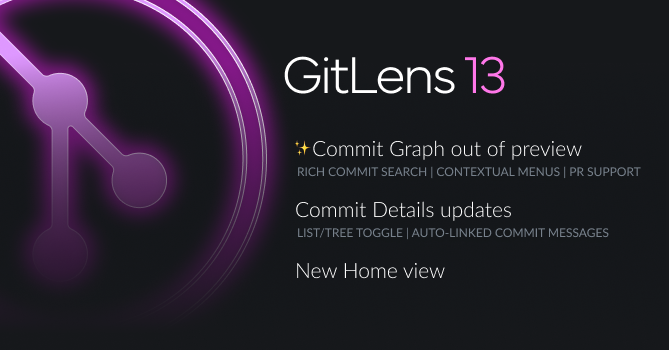 GitLens 13
✨Commit Graph out of preview
RICH COMMIT SEARCH | CONTEXTUAL MENUS | PR SUPPORT
Commit Details updates
LIST/TREE TOGGLE | AUTO-LINKED COMMIT MESSAGES
New Home view